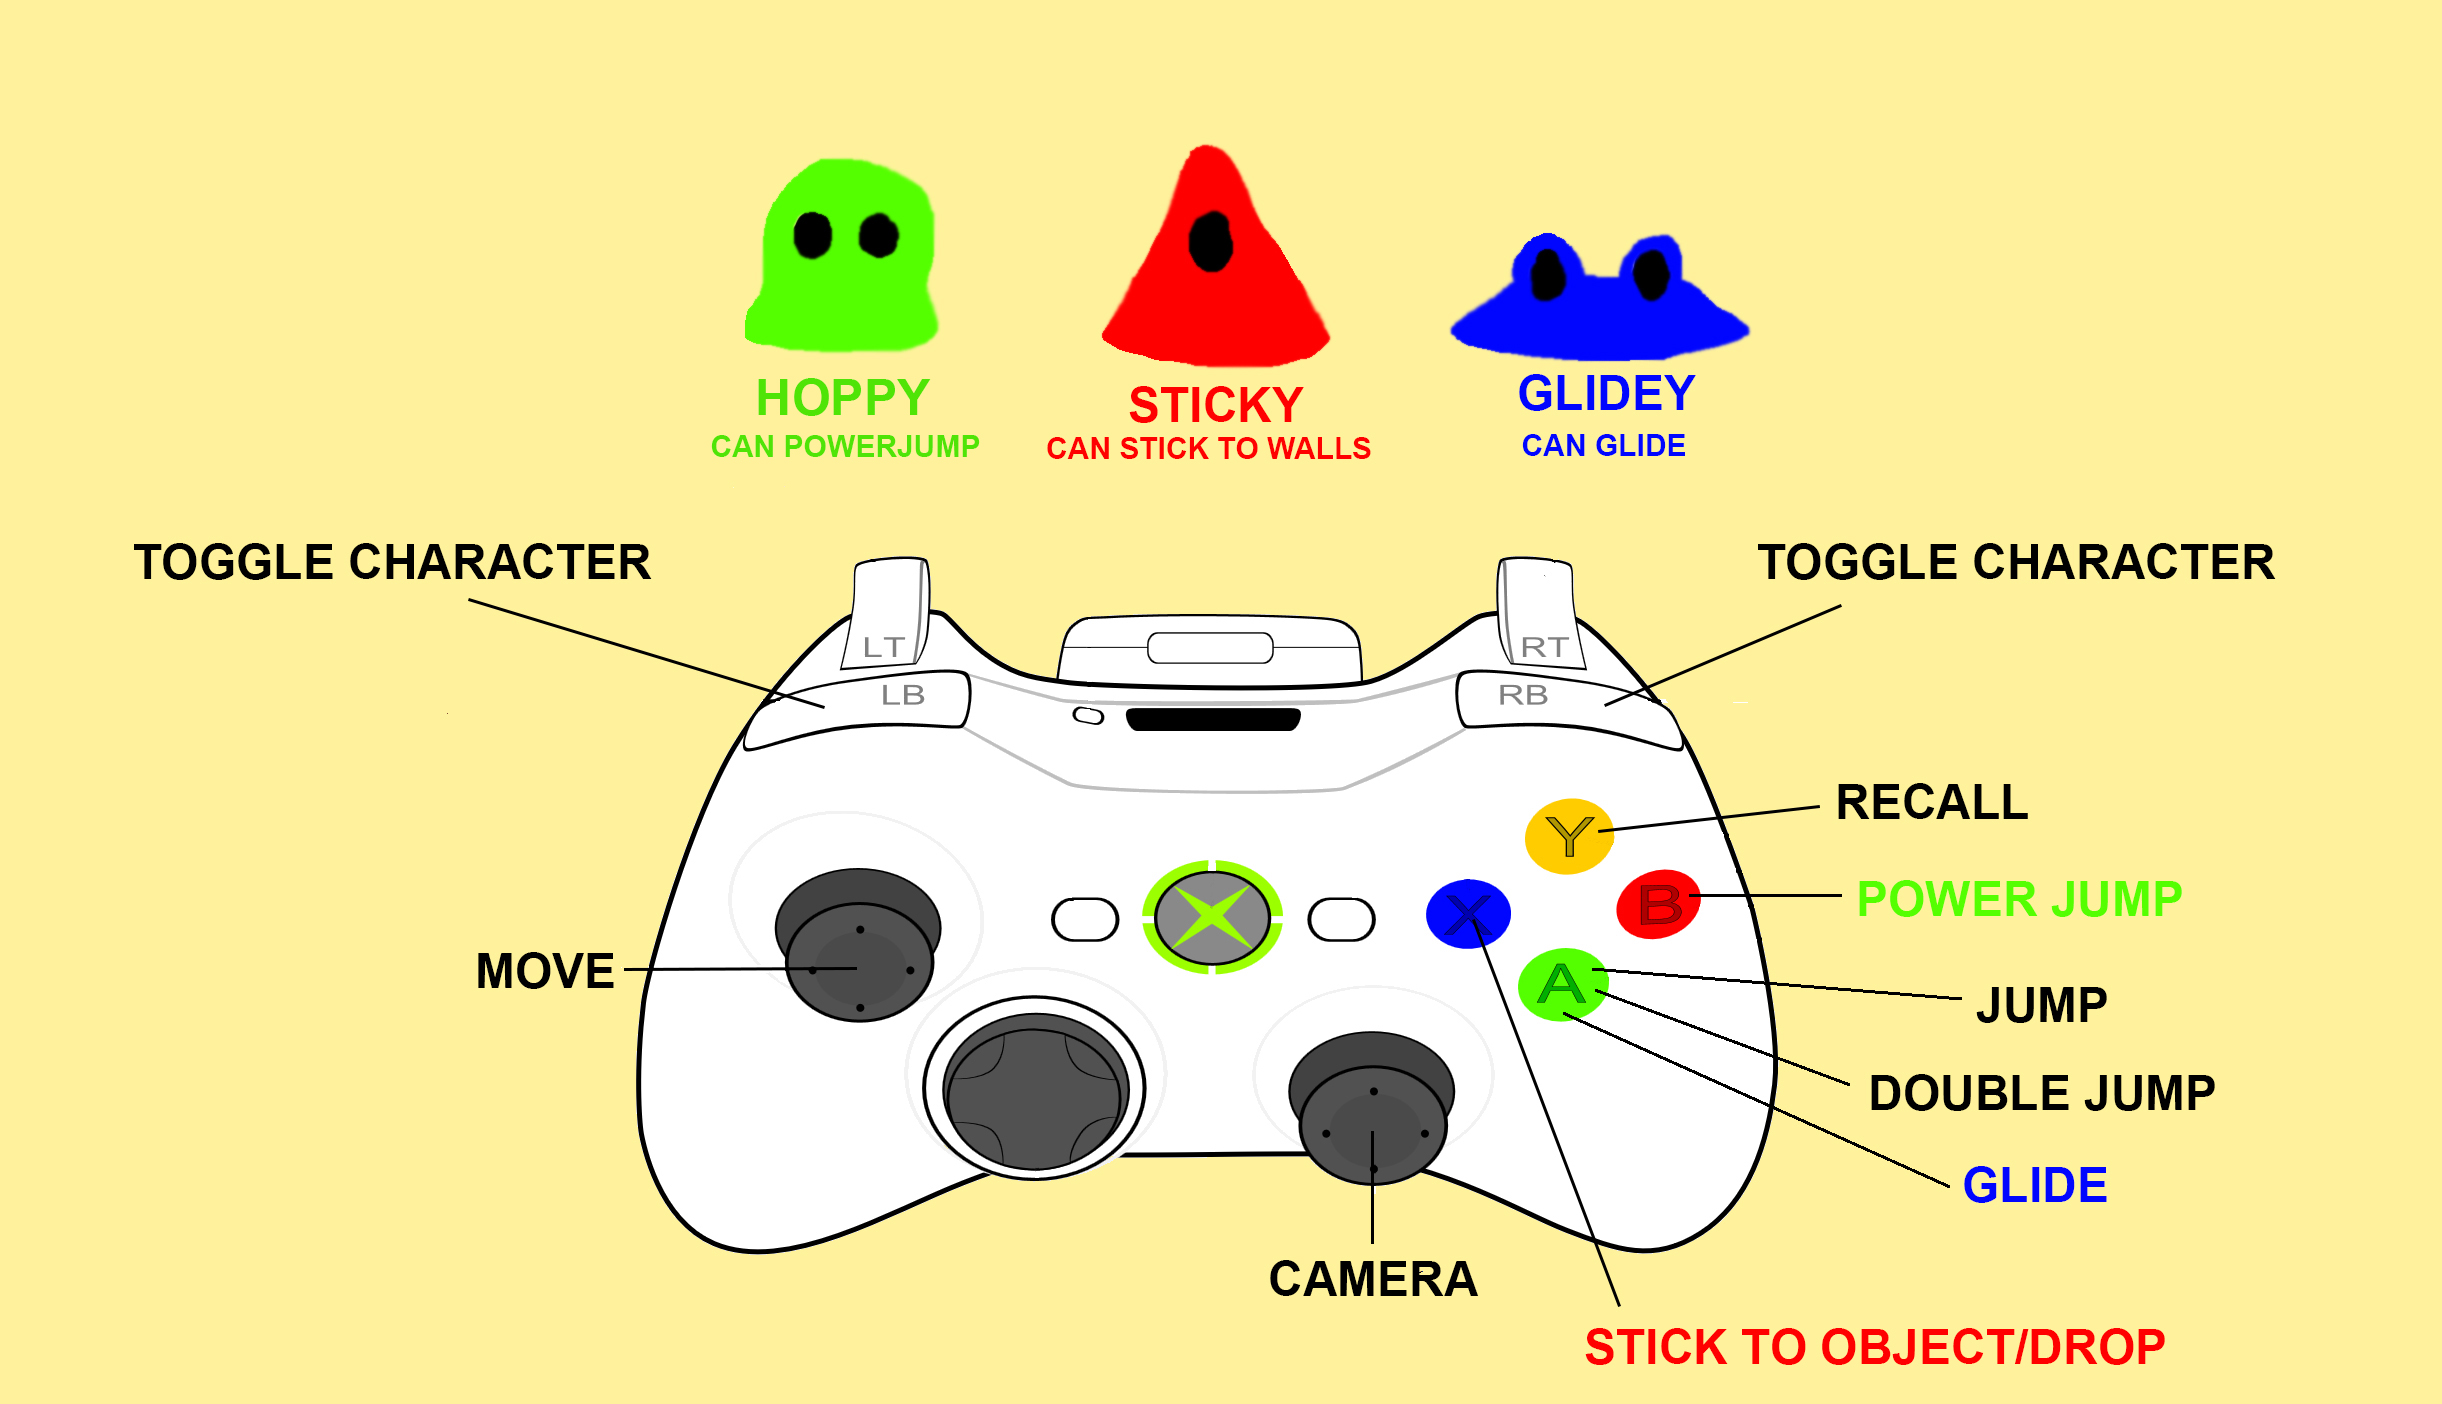 HOPPY
CAN POWERJUMP
STICKY
CAN STICK TO WALLS
GLIDEY
CAN GLIDE
TOGGLE CHARACTER
TOGGLE CHARACTER
LT
RT
LB
RB
RECALL
Y
POWER JUMP
B
X
MOVE
A
JUMP
DOUBLE JUMP
GLIDE
CAMERA
STICK TO OBJECT/DROP